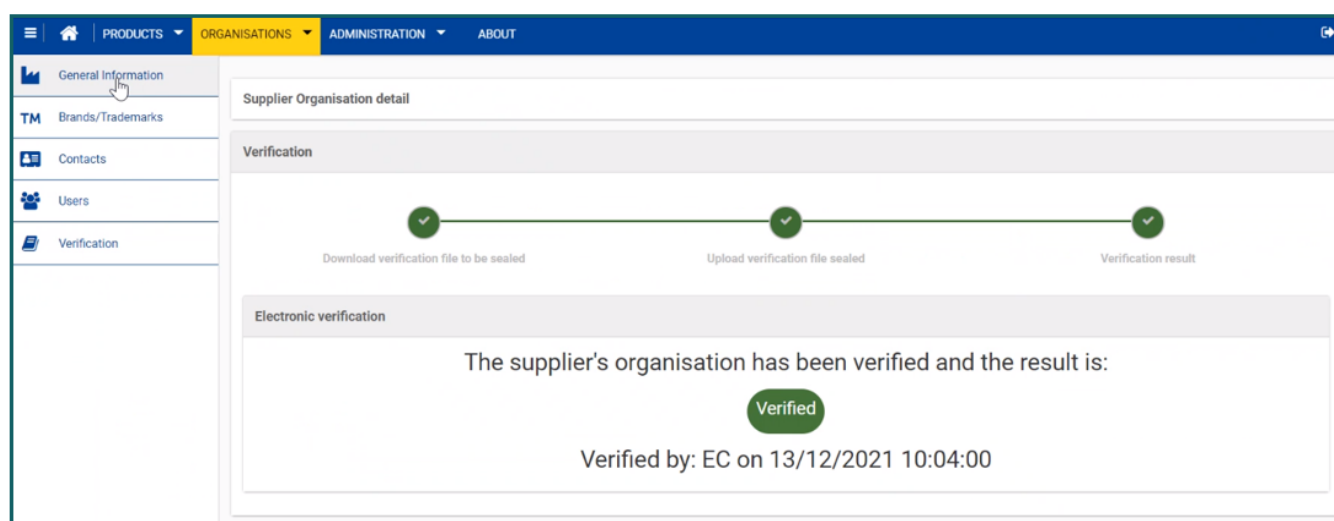 PRODUCTS ORGANISATIONS ADMINISTRATION ABOUT
General Information
TM Brands/Trademarks
Contacts
Users
Verification
Supplier Organisation detail
Verification
Download verification file to be sealed
Upload verification file sealed
Verification result
Electronic verification
The supplier's organisation has been verified and the result is:
Verified
Verified by: EC on 13/12/2021 10:04:00